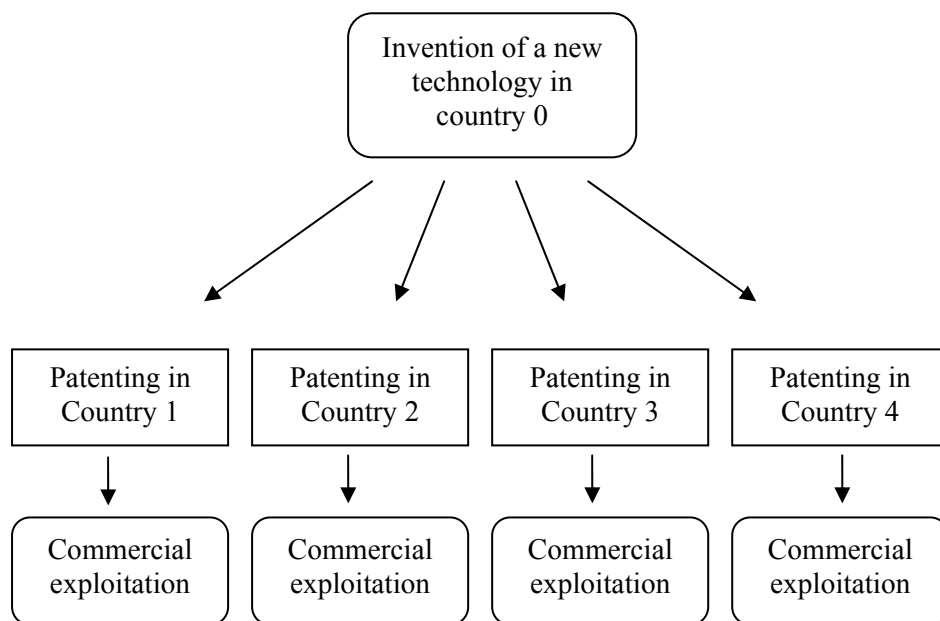 Invention of a new
technology in
country 0
Patenting in
Country 1
Patenting in
Country 2
Patenting in
Country 3
Patenting in
Country 4
Commercial
exploitation
Commercial
exploitation
Commercial
exploitation
Commercial
exploitation